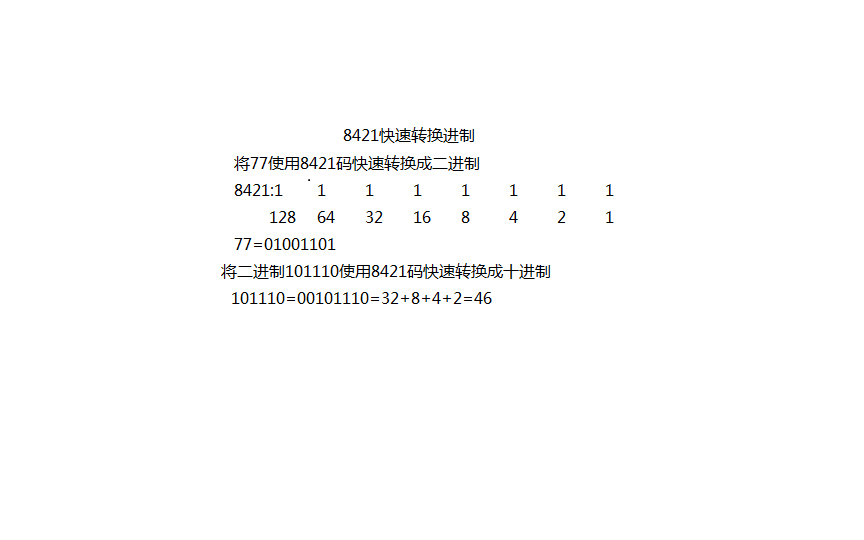 8421快速转换进制
将77使用8421码快速转换成二进制
8421:1 1 1 1 1 1 1 1
128 64 32 16 8 4 2 1
77=01001101
将二进制101110使用8421码快速转换成十进制
101110=00101110=32+8+4+2=46